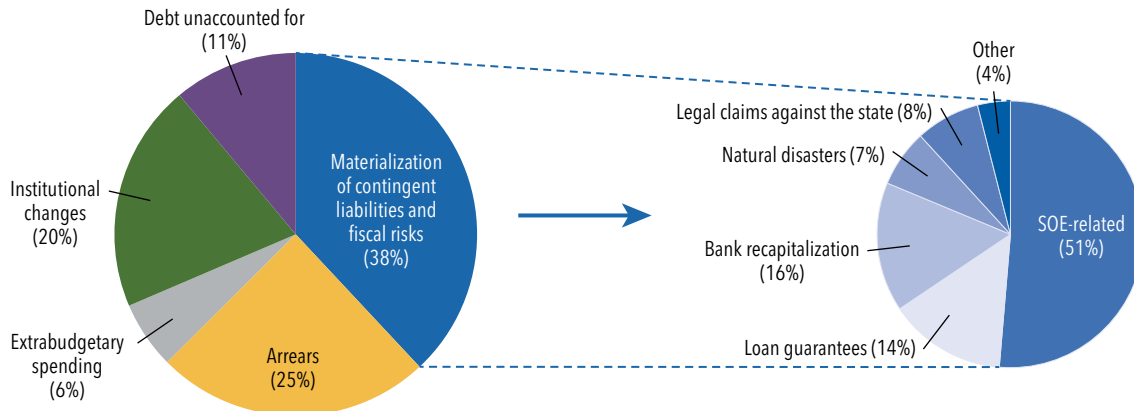 Debt unaccounted for
(11%)
Materialization
of contingent
liabilities and
fiscal risks
(38%)
Institutional
changes
(20%)
Extrabudgetary
spending
(6%)
Arrears
(25%)
Other
(4%)
Legal claims against the state (8%)
Natural disasters (7%)
Bank recapitalization
(16%)
Loan guarantees (14%)
SOE-related
(51%)